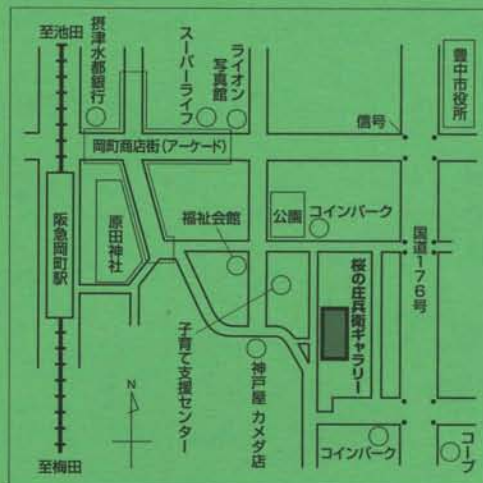 至池田
摂津水都銀行
スーパーライフ
ライオン
写真館
豊中市役所
信号
岡町商店街(アーケード)
阪急岡町駅
原田神社
福祉会館
公園
コインパーク
国道176号
桜の庄兵衛ギャラリー
子育て支援センター
神戸屋 カメダ店
N
コインパーク
コープ
至梅田